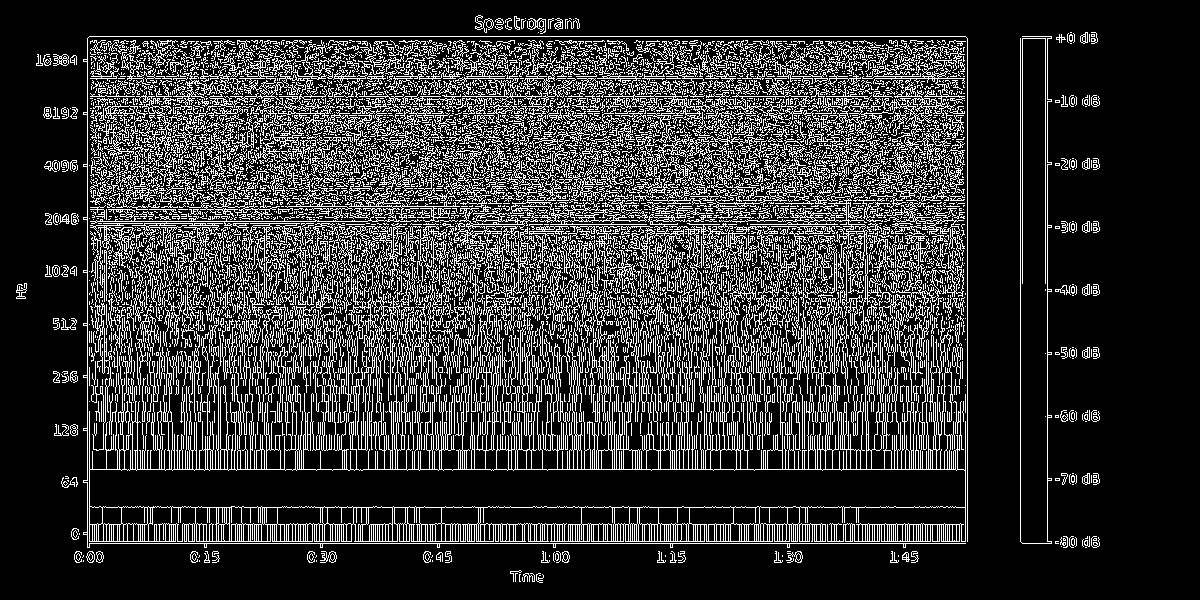 Spectrogram
16384
8192
4096
2048
1024
512
256
128
64
0
Hz
0:00
0:15
0:30
0:45
1:00
1:15
1:30
1:45
Time
+0 dB
-10 dB
-20 dB
-30 dB
-40 dB
-50 dB
-60 dB
-70 dB
-80 dB